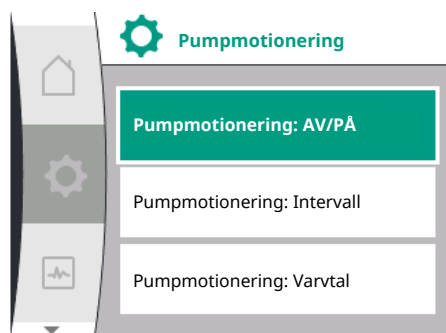 Pumpmotionering
Pumpmotionering: AV/PÅ
Pumpmotionering: Intervall
Pumpmotionering: Varvtal